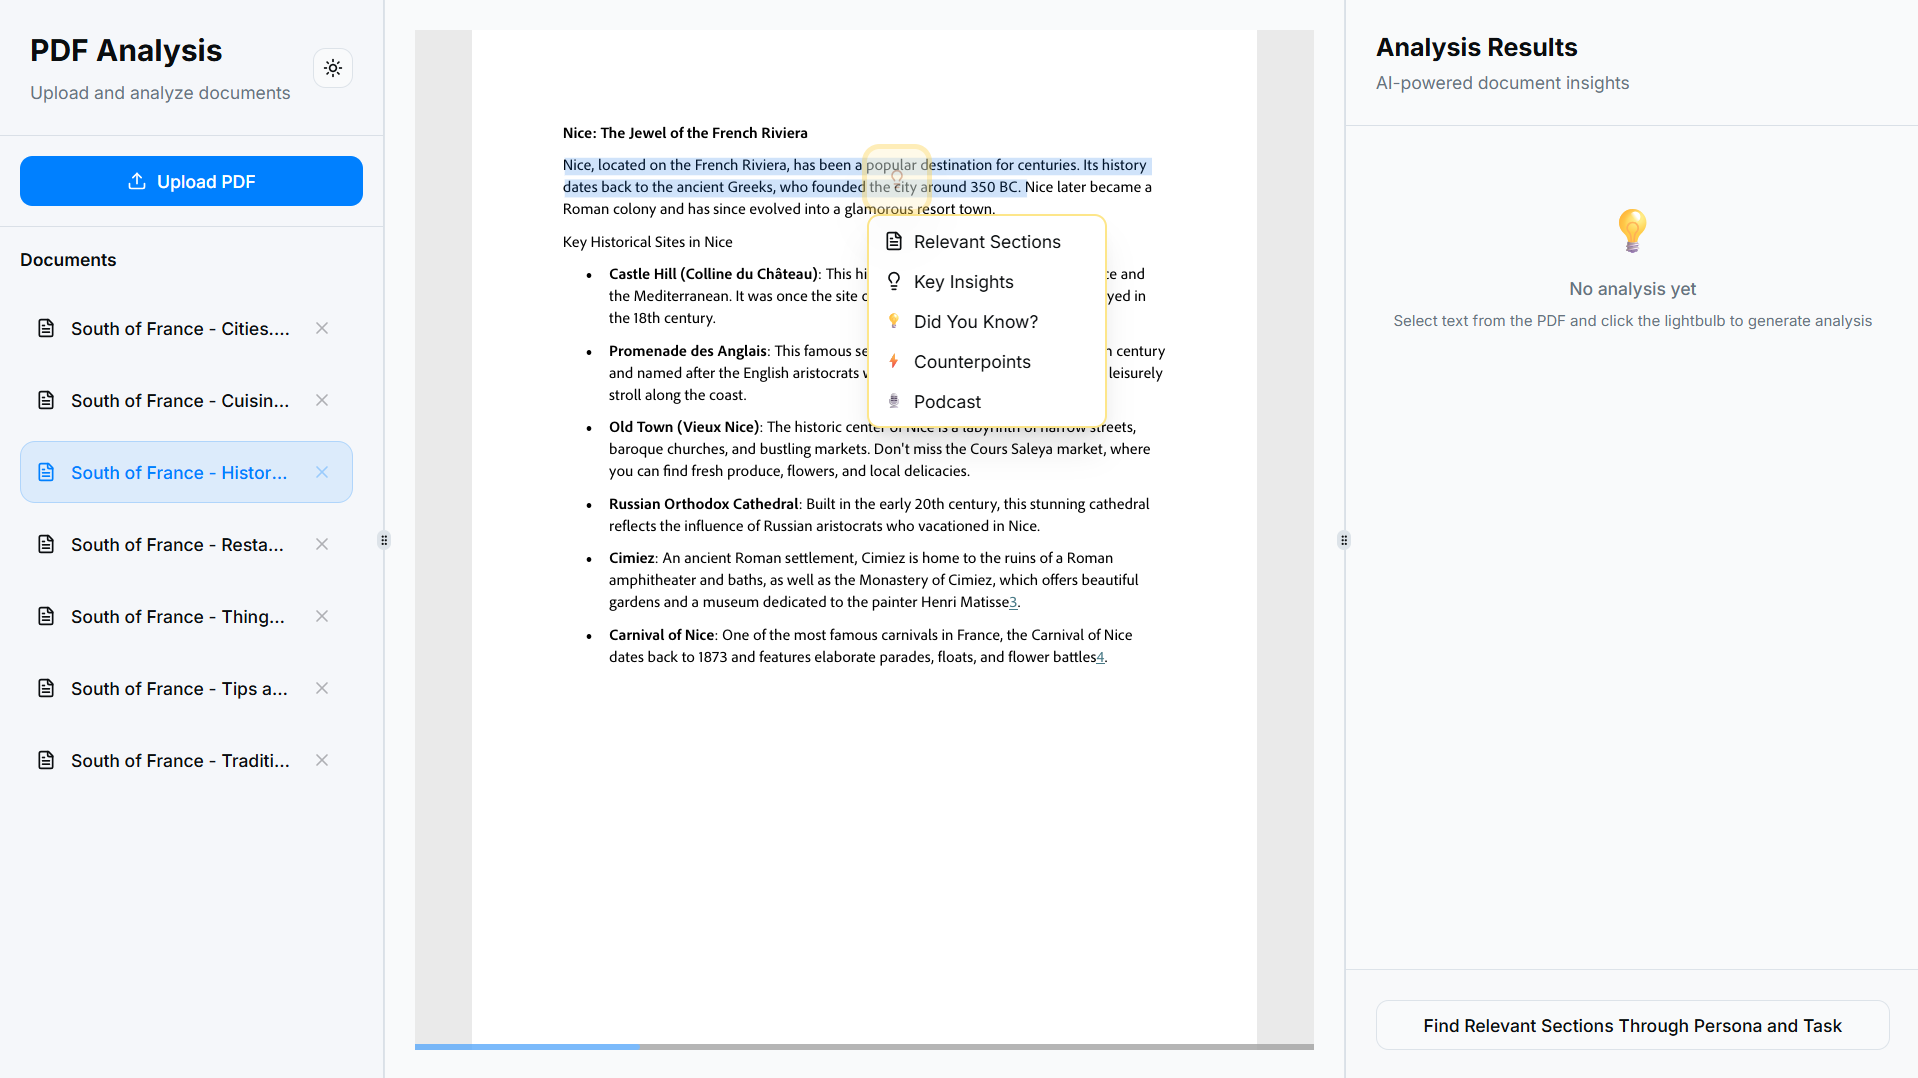 PDF Analysis
Upload and analyze documents
Upload PDF
Documents
South of France - Cities....
South of France - Cuisin...
South of France - Histor...
South of France - Resta...
South of France - Thing...
South of France - Tips a...
South of France - Traditi...
Nice: The Jewel of the French Riviera
Nice, located on the French Riviera, has been a popular destination for centuries. Its history
dates back to the ancient Greeks, who founded the city around 350 BC. Nice later became a
Roman colony and has since evolved into a glamorous resort town.
Key Historical Sites in Nice
• Castle Hill (Colline du Château): This hi
ce and
the Mediterranean. It was once the site
yed in
the 18th century.
• Promenade des Anglais: This famous se
century
and named after the English aristocrats
leisurely
stroll along the coast.
• Old Town (Vieux Nice): The historic center of Nice is a labyrinth of narrow streets,
baroque churches, and bustling markets. Don't miss the Cours Saleya market, where
you can find fresh produce, flowers, and local delicacies.
• Russian Orthodox Cathedral: Built in the early 20th century, this stunning cathedral
reflects the influence of Russian aristocrats who vacationed in Nice.
• Cimiez: An ancient Roman settlement, Cimiez is home to the ruins of a Roman
amphitheater and baths, as well as the Monastery of Cimiez, which offers beautiful
gardens and a museum dedicated to the painter Henri Matisse3.
• Carnival of Nice: One of the most famous carnivals in France, the Carnival of Nice
dates back to 1873 and features elaborate parades, floats, and flower battles4.
Relevant Sections
Key Insights
Did You Know?
Counterpoints
Podcast
Analysis Results
AI-powered document insights
No analysis yet
Select text from the PDF and click the lightbulb to generate analysis
Find Relevant Sections Through Persona and Task